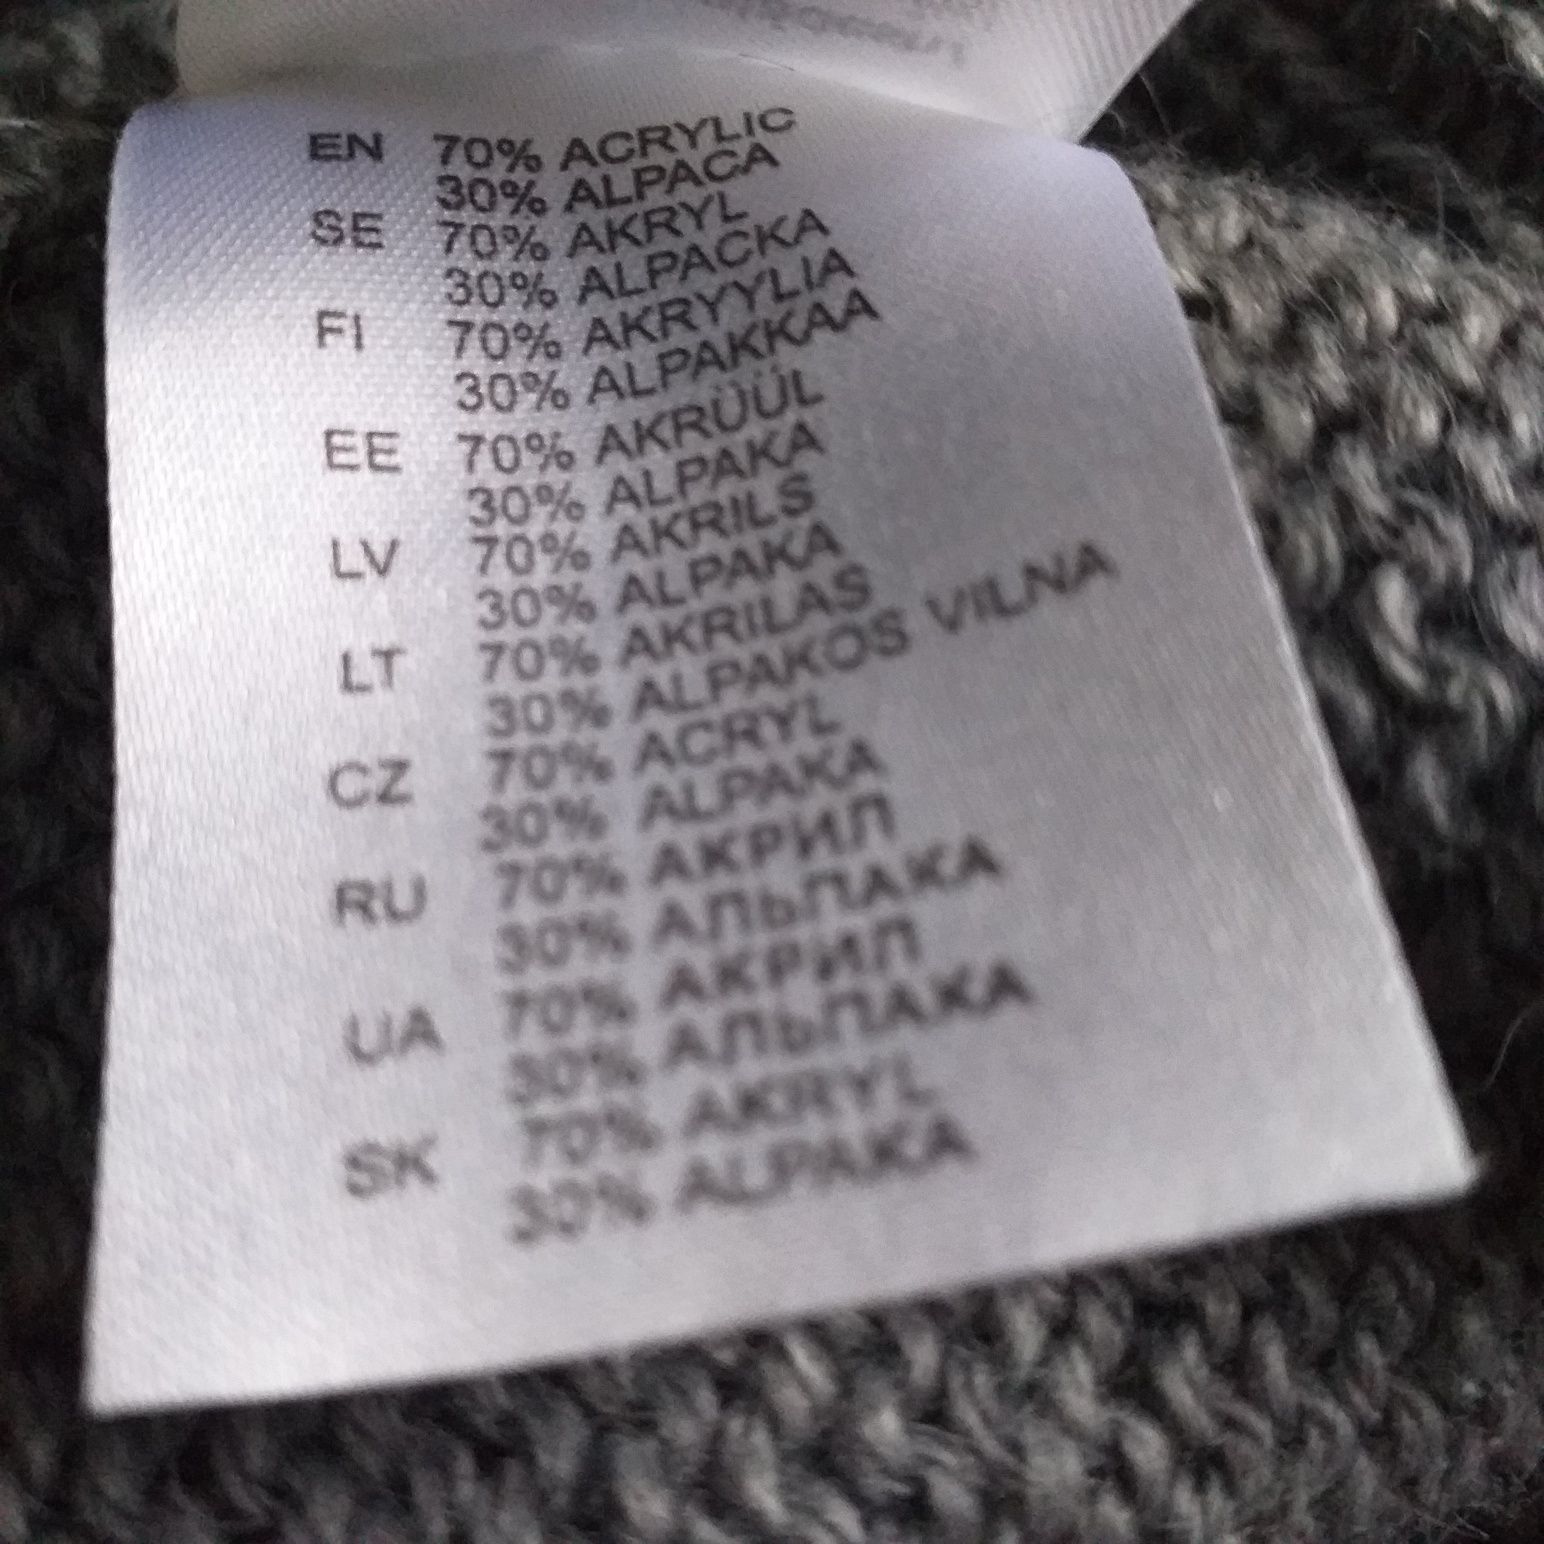 EN 70% ACRYLIC
30% ALPACA
SE 70% AKRYL
30% ALPACKA
FI 70% AKRYYLIA
30% ALPAKKAA
EE 70% AKRÜÜL
30% ALPAKA
LV 70% AKRILS
30% ALPAKA
LT 70% AKRILAS
30% ALPAKOS VILNA
CZ 70% ACRYL
30% ALPAKA
RU 70% АКРИЛ
30% АЛЬПАКА
UA 70% АКРИЛ
30% АЛЬПАКА
SK 70% AKRYL
30% ALPAKA